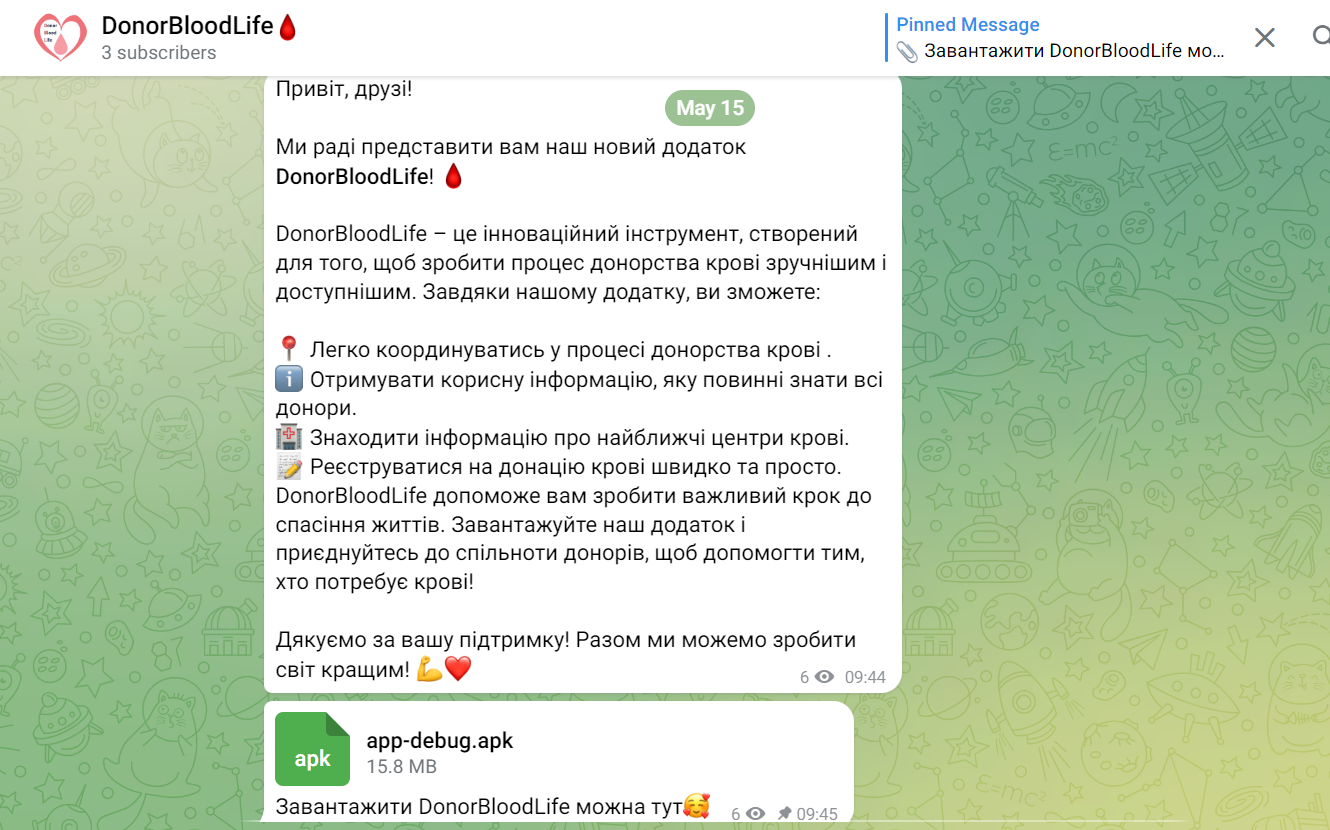 Donor
Blood
Life
DonorBloodLife🩸
3 subscribers
Pinned Message
📎 Завантажити DonorBloodLife мо...
Привіт, друзі!
May 15
Ми раді представити вам наш новий додаток
DonorBloodLife! 🩸
DonorBloodLife – це інноваційний інструмент, створений
для того, щоб зробити процес донорства крові зручнішим і
доступнішим. Завдяки нашому додатку, ви зможете:
📍 Легко координуватись у процесі донорства крові .
ℹ️ Отримувати корисну інформацію, яку повинні знати всі
донори.
🏥 Знаходити інформацію про найближчі центри крові.
📝 Реєструватися на донацію крові швидко та просто.
DonorBloodLife допоможе вам зробити важливий крок до
спасіння життів. Завантажуйте наш додаток і
приєднуйтесь до спільноти донорів, щоб допомогти тим,
хто потребує крові!
Дякуємо за вашу підтримку! Разом ми можемо зробити
світ кращим! 💪❤️
6 09:44
apk
app-debug.apk
15.8 MB
Завантажити DonorBloodLife можна тут🥰
6 09:45
E=mc²